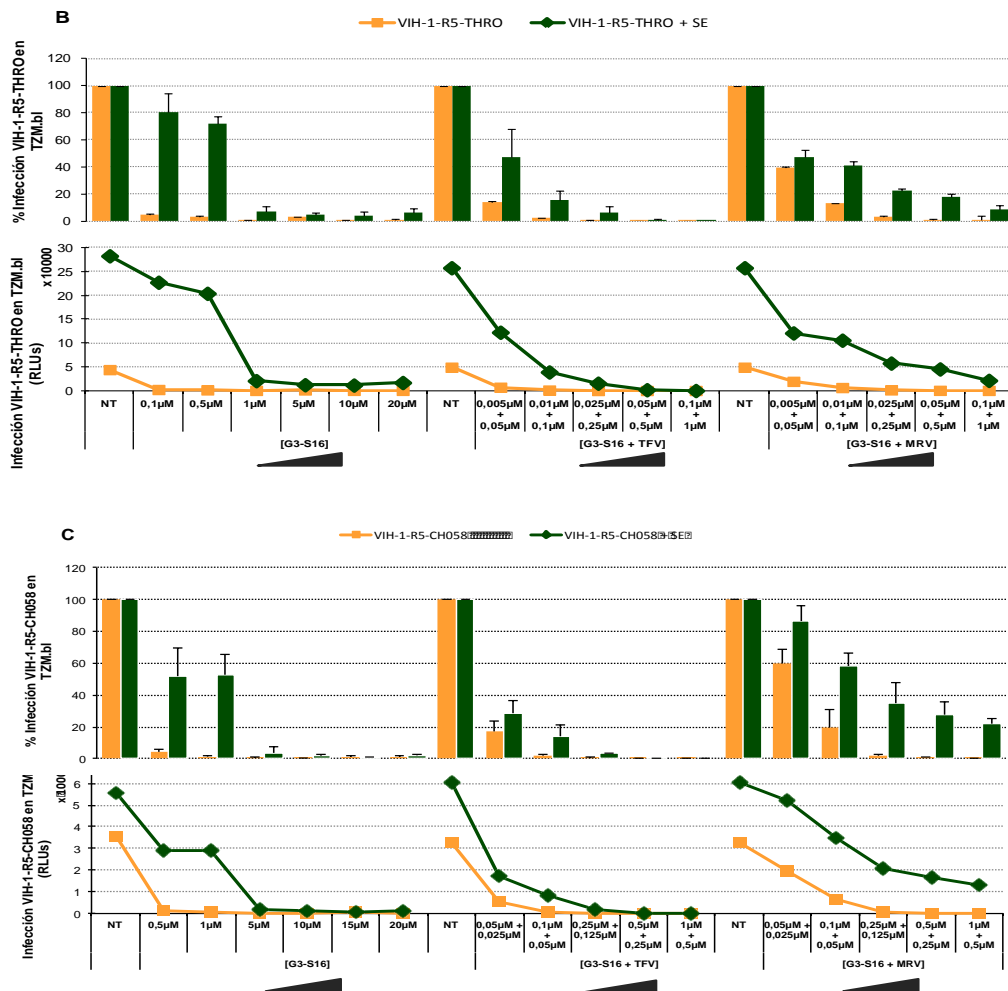 B
VIH-1-R5-THRO VIH-1-R5-THRO + SE
% Infección VIH-1-R5-THRO en
TZM.bl
120
100
80
60
40
20
0
Infección VIH-1-R5-THRO en TZM.bl
(RLUs)
x10000
30
25
20
15
10
5
0
NT 0,1µM 0,5µM 1µM 5µM 10µM 20µM NT 0,005µM + 0,05µM 0,01µM + 0,1µM 0,025µM + 0,25µM 0,05µM + 0,5µM 0,1µM + 1µM NT 0,005µM + 0,05µM 0,01µM + 0,1µM 0,025µM + 0,25µM 0,05µM + 0,5µM 0,1µM + 1µM
[G3-S16] [G3-S16 + TFV] [G3-S16 + MRV]
C
VIH-1-R5-CH058 VIH-1-R5-CH058 SE
% Infección VIH-1-R5-CH058 en
TZM.bl
120
100
80
60
40
20
0
Infección VIH-1-R5-CH058 en TZM
(RLUs)
6
5
4
3
2
1
0
NT 0,5µM 1µM 5µM 10µM 15µM 20µM NT 0,05µM + 0,025µM 0,1µM + 0,05µM 0,25µM + 0,125µM 0,5µM + 0,25µM 1µM + 0,5µM NT 0,05µM + 0,025µM 0,1µM + 0,05µM 0,25µM + 0,125µM 0,5µM + 0,25µM 1µM + 0,5µM
[G3-S16] [G3-S16 + TFV] [G3-S16 + MRV]